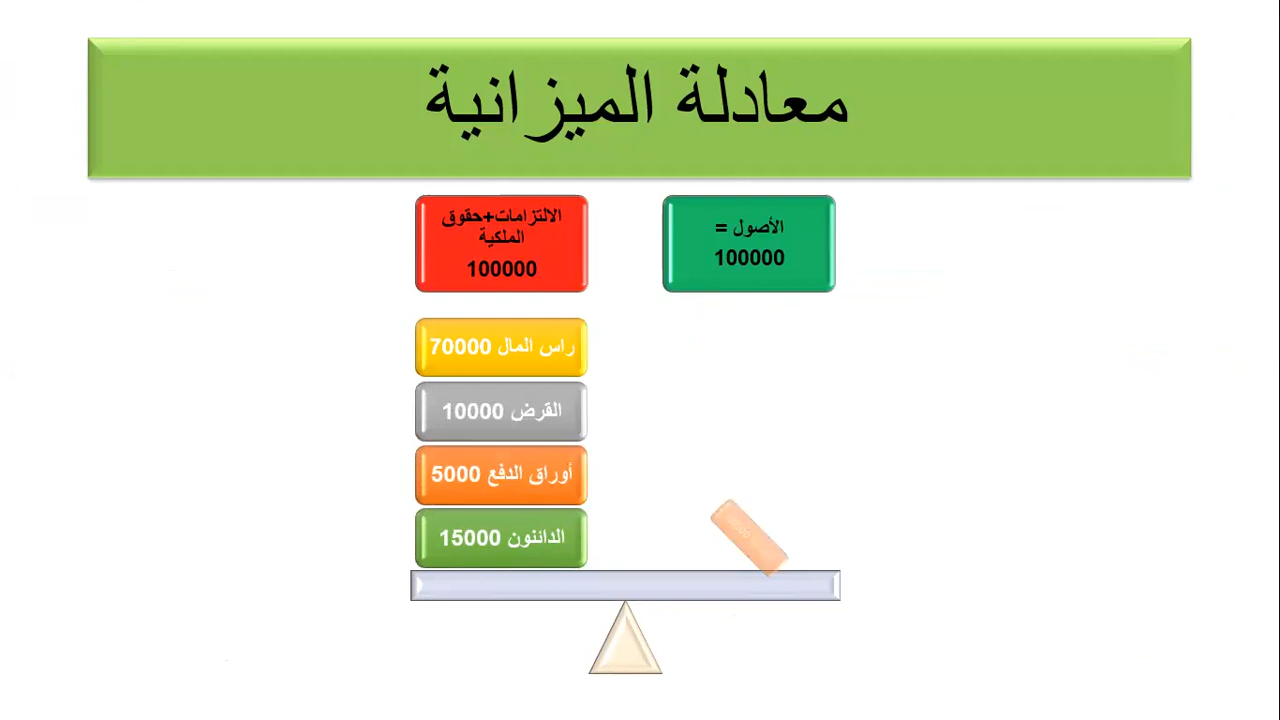 معادلة الميزانية
الأصول =
100000
الالتزامات+حقوق
الملكية
100000
راس المال 70000
القرض 10000
أوراق الدفع 5000
الدائنون 15000